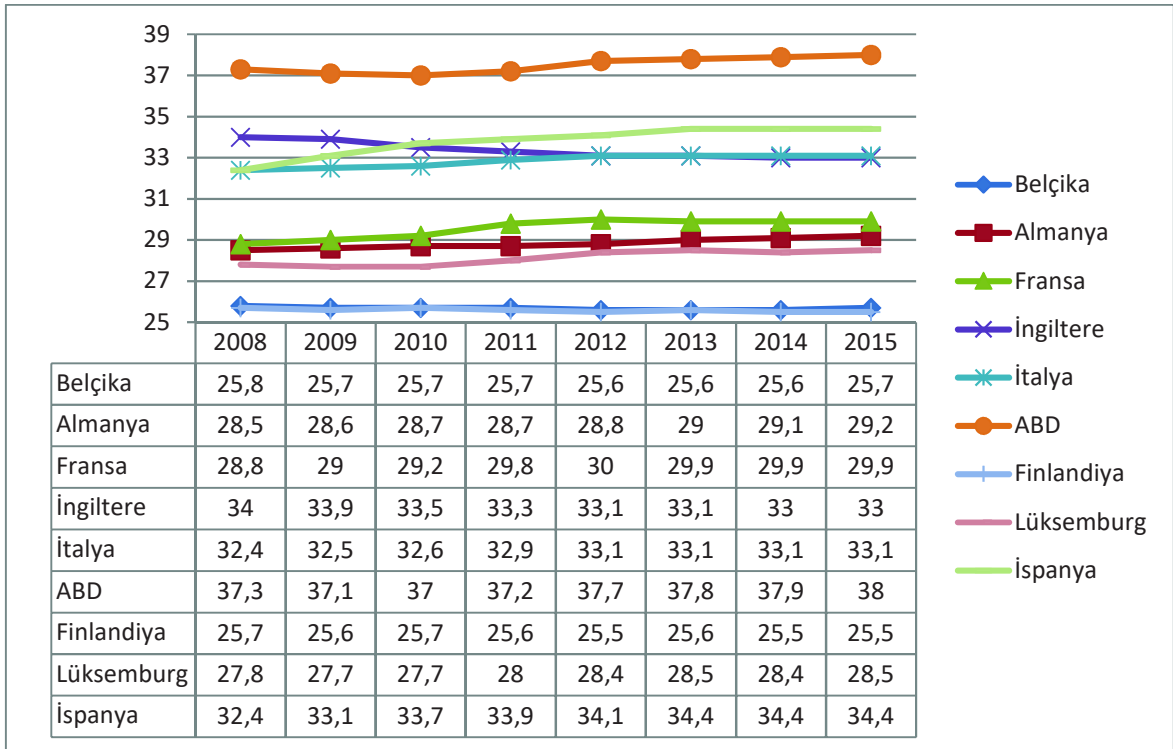 39
37
35
33
31
29
27
25
2008 2009 2010 2011 2012 2013 2014 2015
Belçika 25,8 25,7 25,7 25,7 25,6 25,6 25,6 25,7
Almanya 28,5 28,6 28,7 28,7 28,8 29 29,1 29,2
Fransa 28,8 29 29,2 29,8 30 29,9 29,9 29,9
İngiltere 34 33,9 33,5 33,3 33,1 33,1 33 33
İtalya 32,4 32,5 32,6 32,9 33,1 33,1 33,1 33,1
ABD 37,3 37,1 37 37,2 37,7 37,8 37,9 38
Finlandiya 25,7 25,6 25,7 25,6 25,5 25,6 25,5 25,5
Lüksemburg 27,8 27,7 27,7 28 28,4 28,5 28,4 28,5
İspanya 32,4 33,1 33,7 33,9 34,1 34,4 34,4 34,4
Belçika
Almanya
Fransa
İngiltere
İtalya
ABD
Finlandiya
Lüksemburg
İspanya